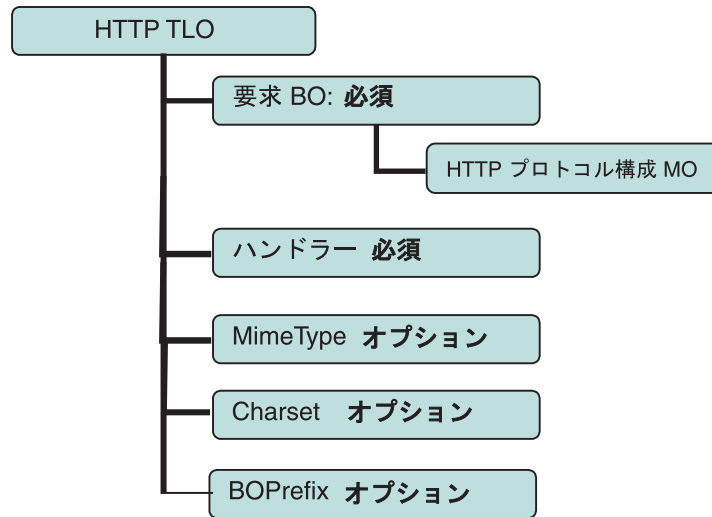 HTTP TLO
要求 BO: 必須
HTTP プロトコル構成 MO
ハンドラー 必須
MimeType オプション
Charset オプション
BOPrefix オプション